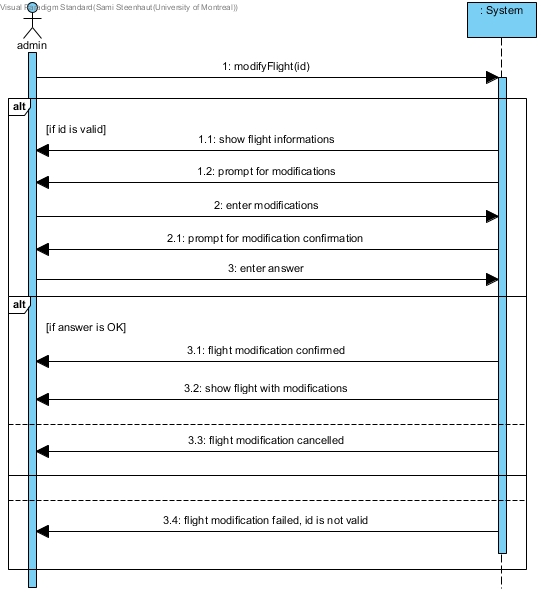 Visual Paradigm Standard(Sami Steenhaut(University of Montreal))
: System
admin
1: modifyFlight(id)
alt
[if id is valid]
1.1: show flight informations
1.2: prompt for modifications
2: enter modifications
2.1: prompt for modification confirmation
3: enter answer
alt
[if answer is OK]
3.1: flight modification confirmed
3.2: show flight with modifications
3.3: flight modification cancelled
3.4: flight modification failed, id is not valid